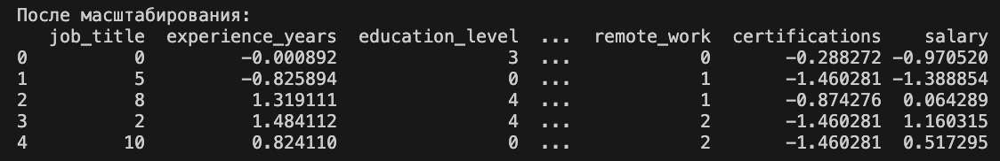 После масштабирования:
job_title experience_years education_level ... remote_work certifications salary
0 0 -0.000892 3 ... 0 -0.288272 -0.970520
1 5 -0.825894 0 ... 1 -1.460281 -1.388854
2 8 1.319111 4 ... 1 -0.874276 0.064289
3 2 1.484112 4 ... 2 -1.460281 1.160315
4 10 0.824110 0 ... 2 -1.460281 0.517295